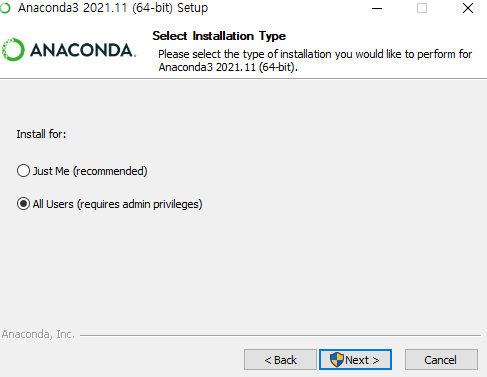 Anaconda3 2021.11 (64-bit) Setup
ANACONDA.
Select Installation Type
Please select the type of installation you would like to perform for
Anaconda3 2021.11 (64-bit).
Install for:
Just Me (recommended)
All Users (requires admin privileges)
Anaconda, Inc.
< Back
Next >
Cancel